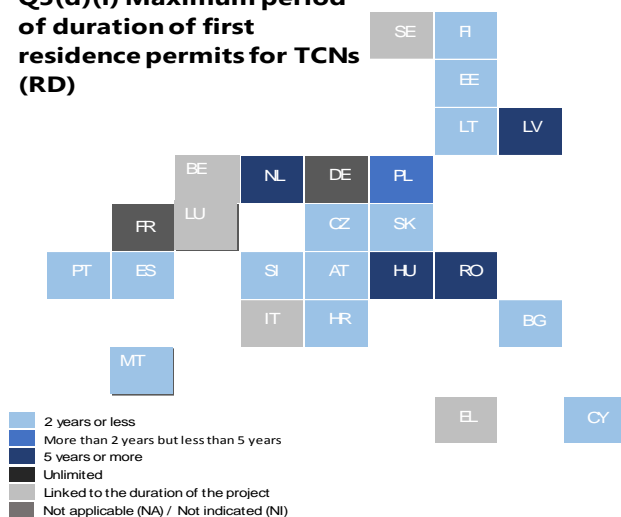 Q5(d)(i) Maximum period
of duration of first
residence permits for TCNs
(RD)
SE FI
EE
LT LV
BE NL DE PL
FR LU CZ SK
PT ES SI AT HU RO
IT HR BG
MT
EL CY
2 years or less
More than 2 years but less than 5 years
5 years or more
Unlimited
Linked to the duration of the project
Not applicable (NA) / Not indicated (NI)